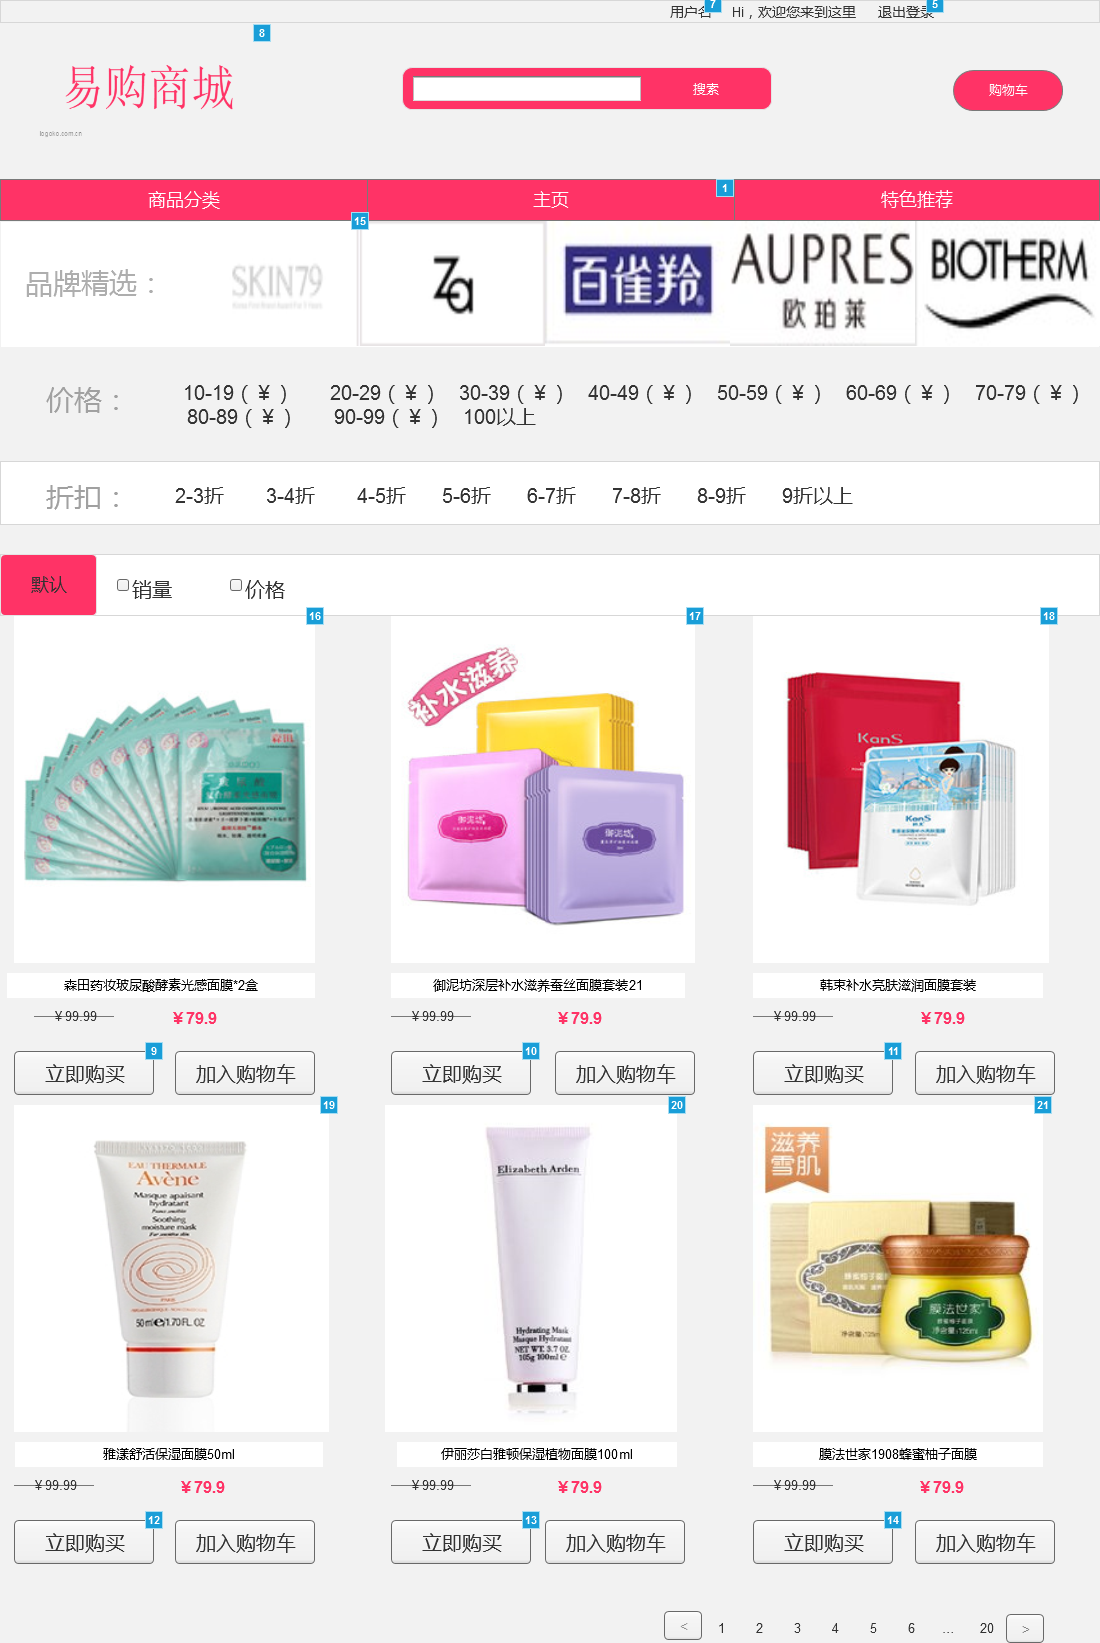 用户名 7 Hi，欢迎您来到这里 退出登录 5
8
易购商城
搜索
购物车
logoko.com.cn
商品分类 主页 1 特色推荐
15
品牌精选： SKIN79 Za 百雀羚® AUPRES 欧珀莱 BIOTHERM
价格： 10-19（￥） 20-29（￥） 30-39（￥） 40-49（￥） 50-59（￥） 60-69（￥） 70-79（￥）
80-89（￥） 90-99（￥） 100以上
折扣： 2-3折 3-4折 4-5折 5-6折 6-7折 7-8折 8-9折 9折以上
默认 销量 价格
16 17 18
补水滋养
KanS
御泥坊
御泥坊
KanS
森田药妆玻尿酸酵素光感面膜*2盒 御泥坊深层补水滋养蚕丝面膜套装21 韩束补水亮肤滋润面膜套装
￥99.99 ￥79.9 ￥99.99 ￥79.9 ￥99.99 ￥79.9
9 10 11
立即购买 加入购物车 立即购买 加入购物车 立即购买 加入购物车
19 20 21
滋养
雪肌
EAU THERMALE
Avène
Masque apaisant
hydratant
Soothing
moisture mask
50 ml℮/1.70 FL. OZ
Elizabeth Arden
Hydrating Mask
Masque Hydratant
NET WT. 3.7 OZ.
105g 100ml ℮
膜法世家
净含量:125ml
雅漾舒活保湿面膜50ml 伊丽莎白雅顿保湿植物面膜100ml 膜法世家1908蜂蜜柚子面膜
￥99.99 ￥79.9 ￥99.99 ￥79.9 ￥99.99 ￥79.9
12 13 14
立即购买 加入购物车 立即购买 加入购物车 立即购买 加入购物车
< 1 2 3 4 5 6 … 20 >